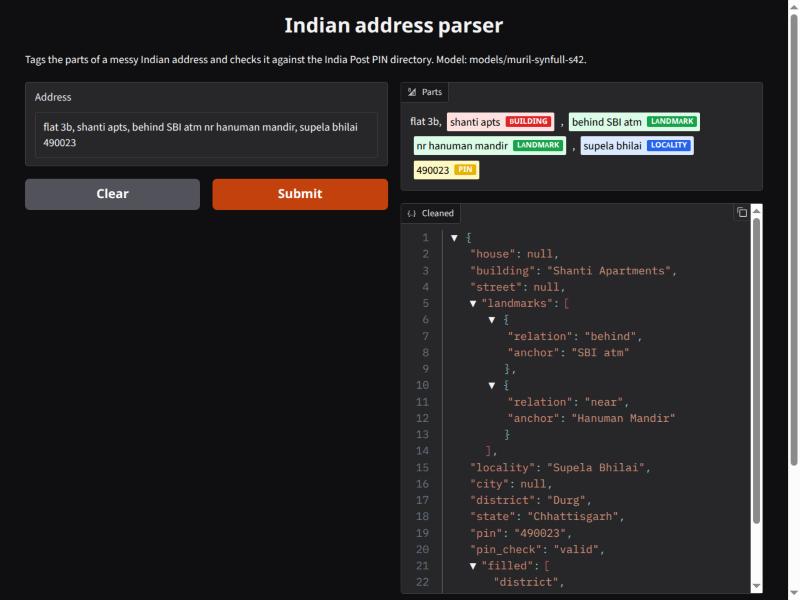 Indian address parser
Tags the parts of a messy Indian address and checks it against the India Post PIN directory. Model: models/muril-synfull-s42.
Address
flat 3b, shanti apts, behind SBI atm nr hanuman mandir, supela bhilai
490023
Clear
Submit
Parts
flat 3b, shanti apts BUILDING , behind SBI atm LANDMARK
nr hanuman mandir LANDMARK , supela bhilai LOCALITY
490023 PIN
{..} Cleaned
1 ▼ {
2 "house": null,
3 "building": "Shanti Apartments",
4 "street": null,
5 ▼ "landmarks": [
6 ▼ {
7 "relation": "behind",
8 "anchor": "SBI atm"
9 },
10 ▼ {
11 "relation": "near",
12 "anchor": "Hanuman Mandir"
13 }
14 ],
15 "locality": "Supela Bhilai",
16 "city": null,
17 "district": "Durg",
18 "state": "Chhattisgarh",
19 "pin": "490023",
20 "pin_check": "valid",
21 ▼ "filled": [
22 "district",